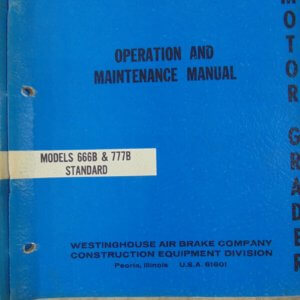 OPERATION AND
MAINTENANCE MANUAL
MODELS 666B & 777B
STANDARD
WESTINGHOUSE AIR BRAKE COMPANY
CONSTRUCTION EQUIPMENT DIVISION
Peoria, Illinois U.S.A. 61601
MOTOR GRADER